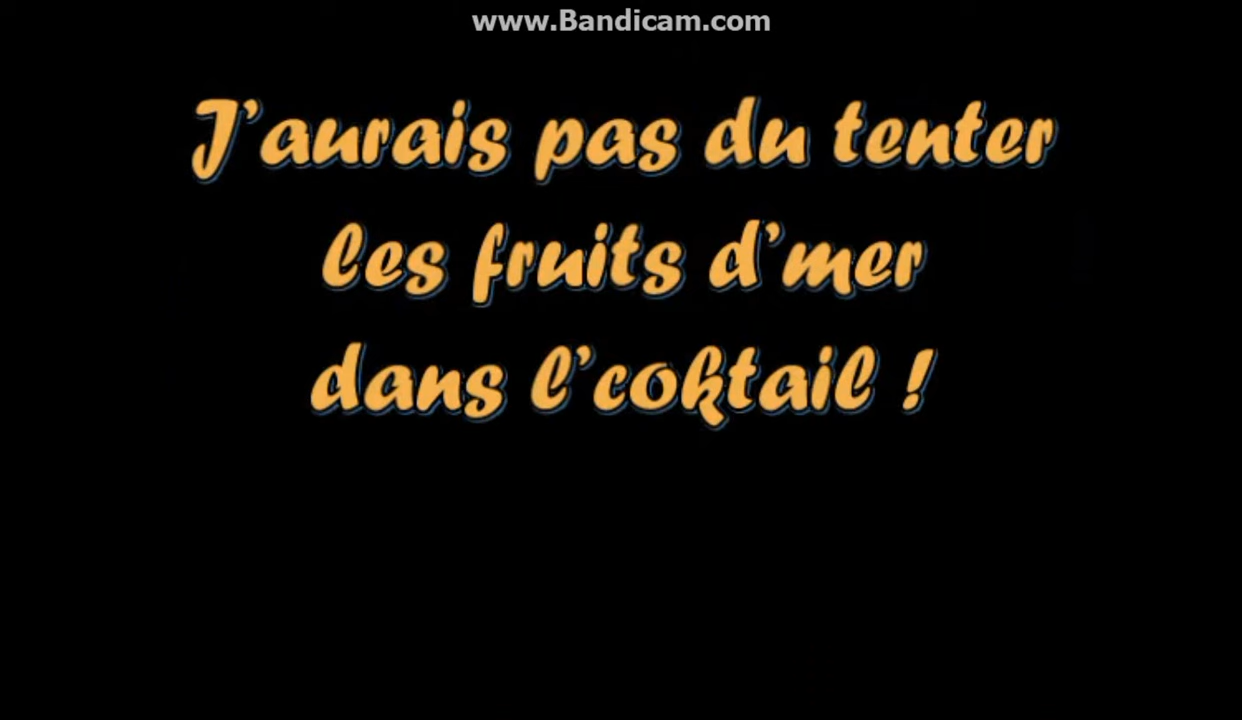 www.Bandicam.com
J'aurais pas du tenter
les fruits d'mer
dans l'coktail !